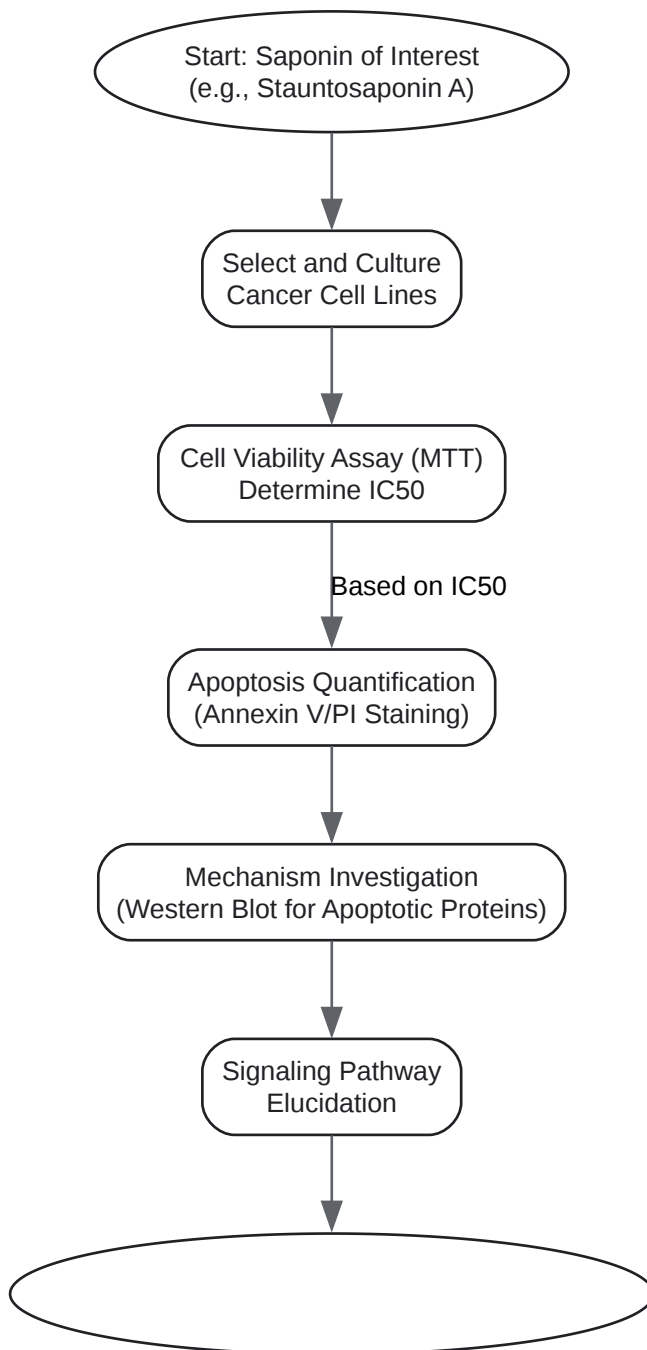 Start: Saponin of Interest
(e.g., Stauntosaponin A)
Select and Culture
Cancer Cell Lines
Cell Viability Assay (MTT)
Determine IC50
Based on IC50
Apoptosis Quantification
(Annexin V/PI Staining)
Mechanism Investigation
(Western Blot for Apoptotic Proteins)
Signaling Pathway
Elucidation